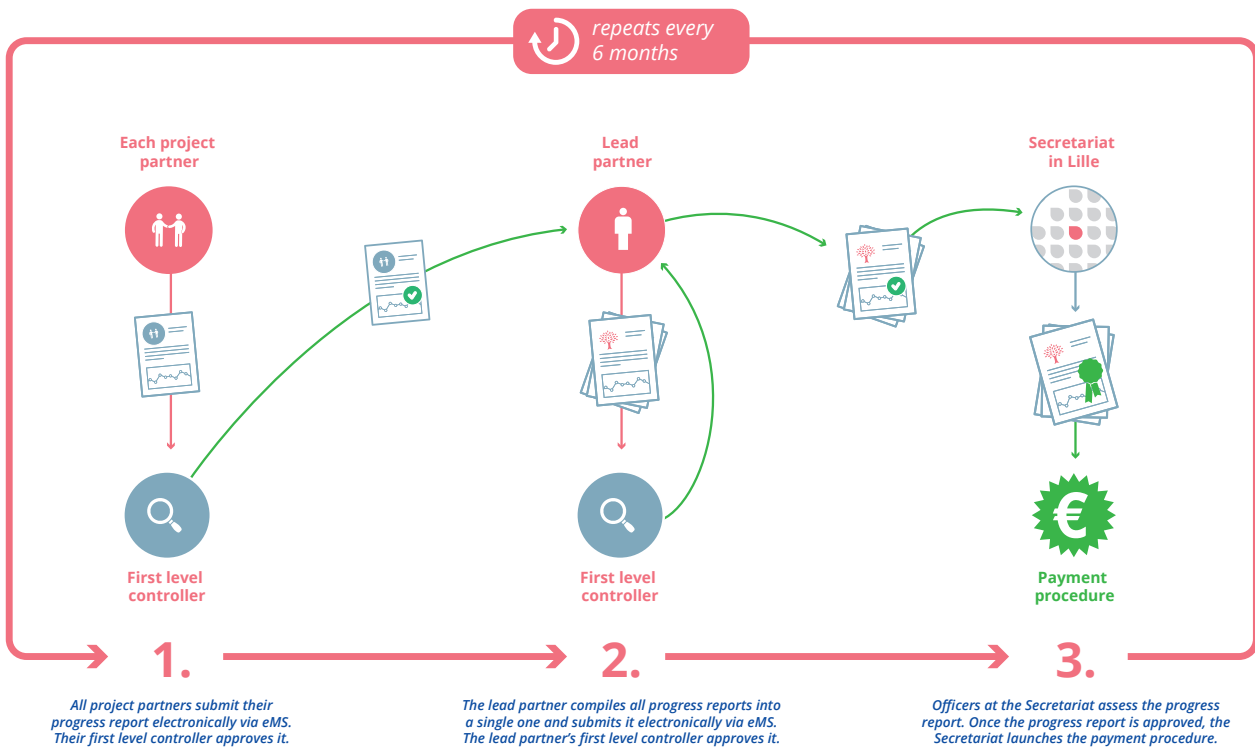 repeats every
6 months
Each project
partner
Lead
partner
Secretariat
in Lille
€
First level
controller
First level
controller
Payment
procedure
1.
2.
3.
All project partners submit their
progress report electronically via eMS.
Their first level controller approves it.
The lead partner compiles all progress reports into
a single one and submits it electronically via eMS.
The lead partner’s first level controller approves it.
Officers at the Secretariat assess the progress
report. Once the progress report is approved, the
Secretariat launches the payment procedure.